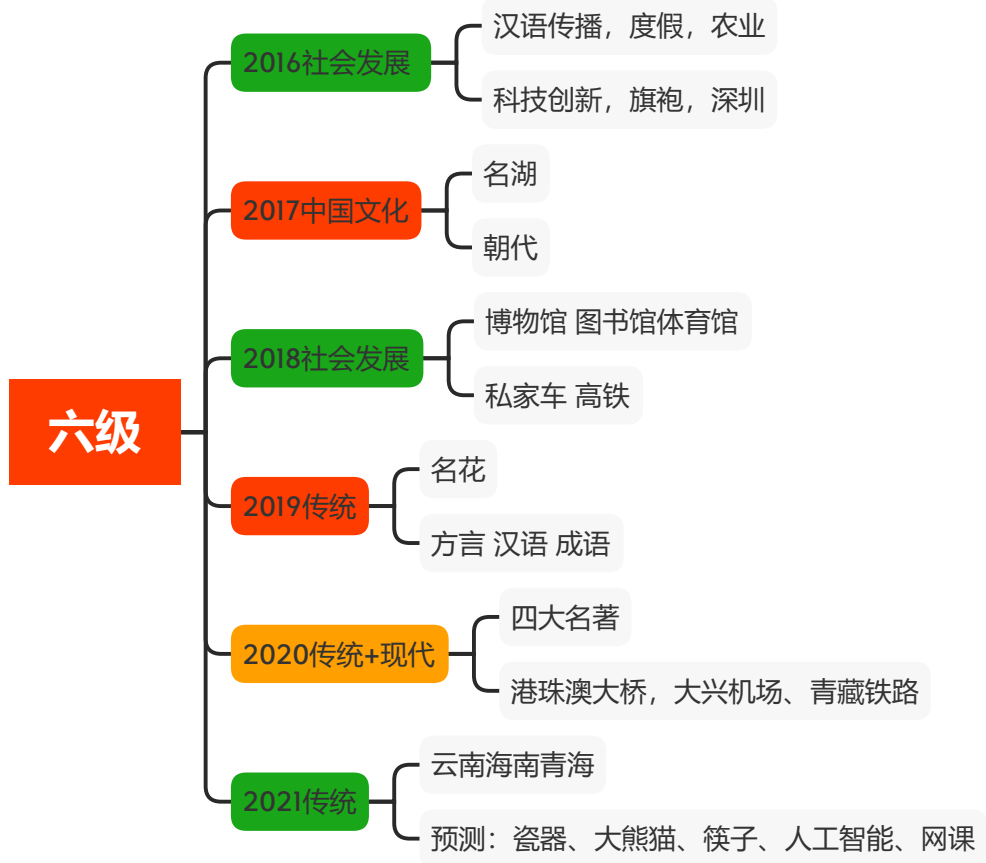 六级
2016社会发展
汉语传播，度假，农业
科技创新，旗袍，深圳
2017中国文化
名湖
朝代
2018社会发展
博物馆 图书馆体育馆
私家车 高铁
2019传统
名花
方言 汉语 成语
2020传统+现代
四大名著
港珠澳大桥，大兴机场、青藏铁路
2021传统
云南海南青海
预测：瓷器、大熊猫、筷子、人工智能、网课